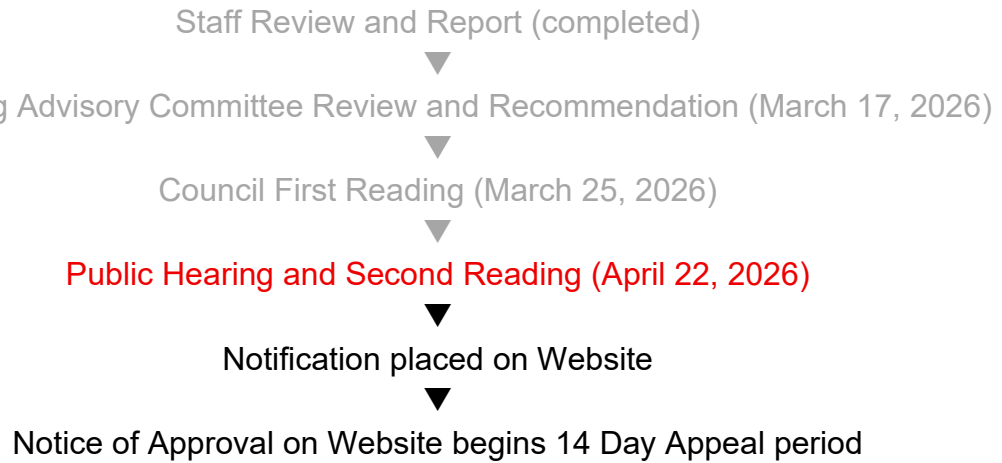 Staff Review and Report (completed)
g Advisory Committee Review and Recommendation (March 17, 2026)
Council First Reading (March 25, 2026)
Public Hearing and Second Reading (April 22, 2026)
Notification placed on Website
Notice of Approval on Website begins 14 Day Appeal period